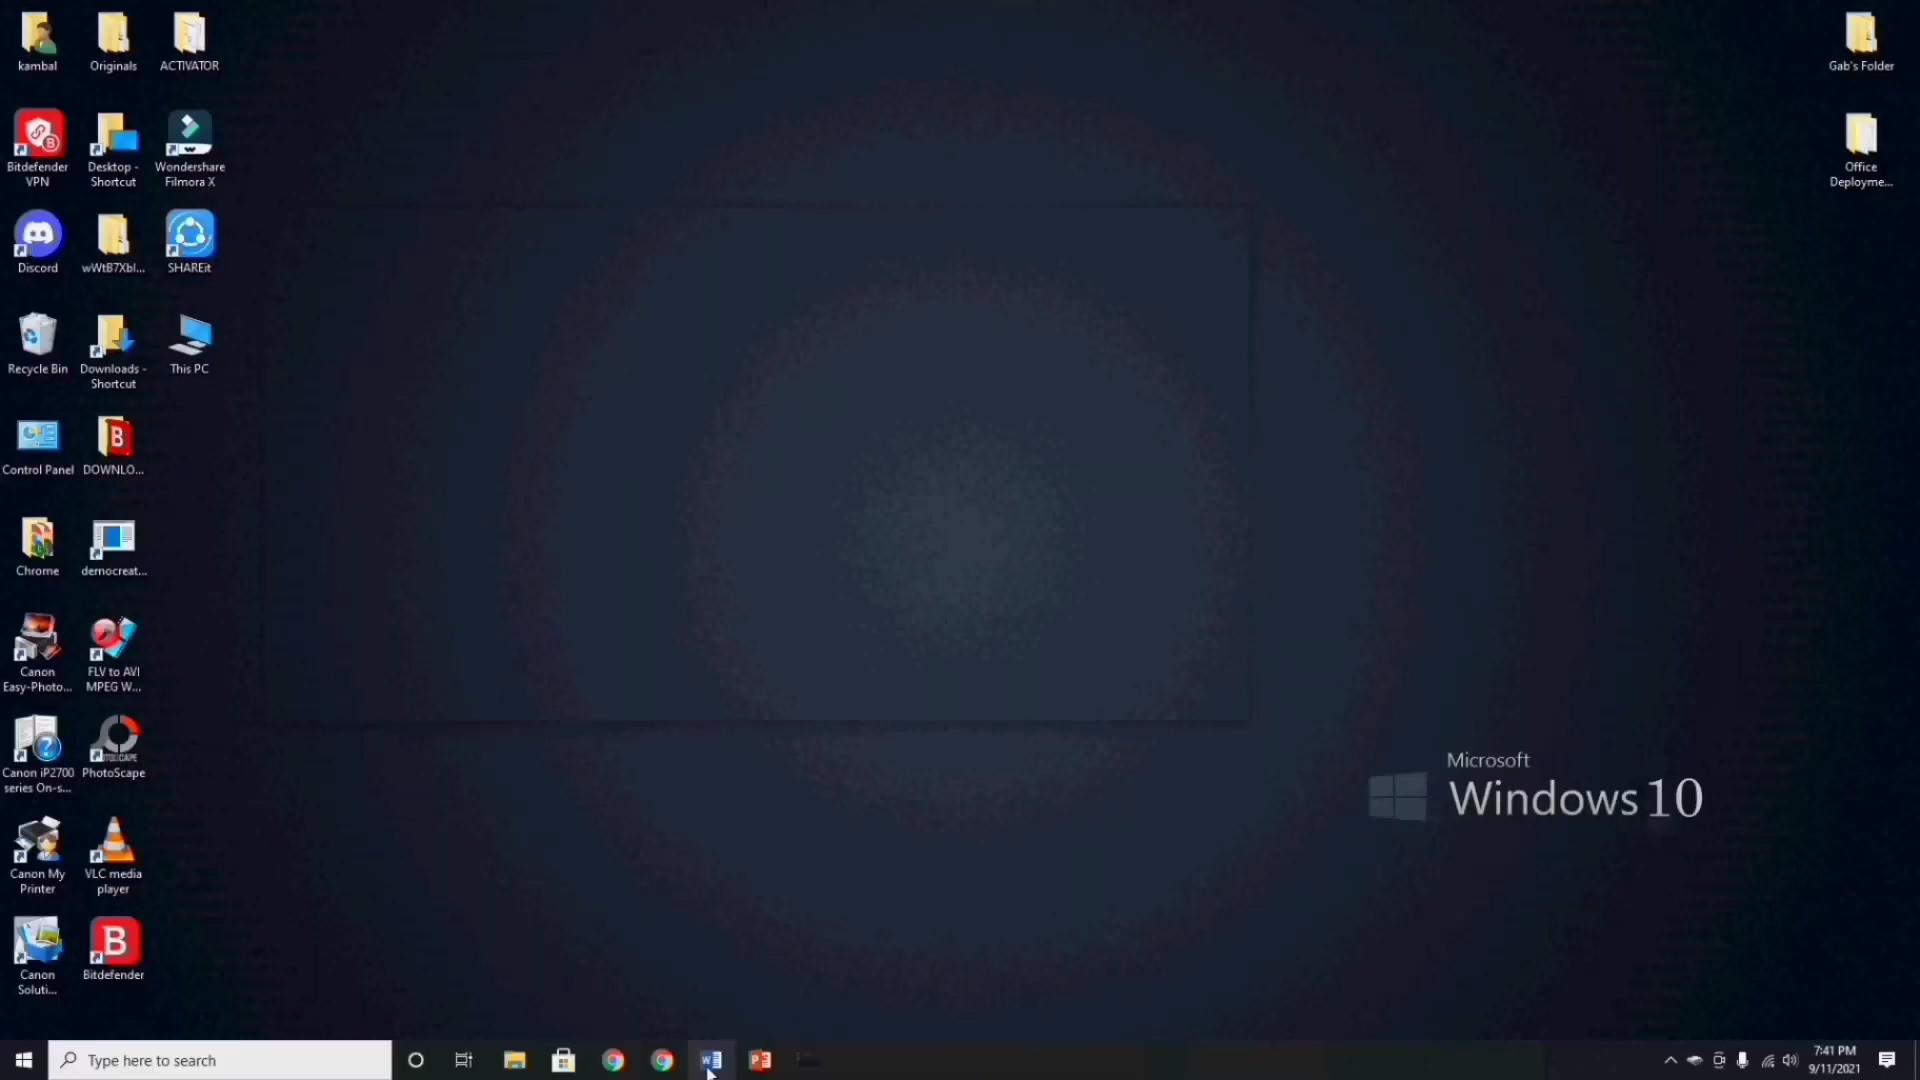 kambal
Originals
ACTIVATOR
Gab's Folder
Bitdefender
VPN
Desktop -
Shortcut
Wondershare
Filmora X
Office
Deployme...
Discord
wWtB7Xbl...
SHAREit
Recycle Bin
Downloads -
Shortcut
This PC
Control Panel
DOWNLO...
Chrome
democreat...
Canon
Easy-Photo...
FLV to AVI
MPEG W...
Canon iP2700
series On-s...
PhotoScape
Microsoft
Windows 10
Canon My
Printer
VLC media
player
Canon
Soluti...
Bitdefender
Type here to search
7:41 PM
9/11/2021